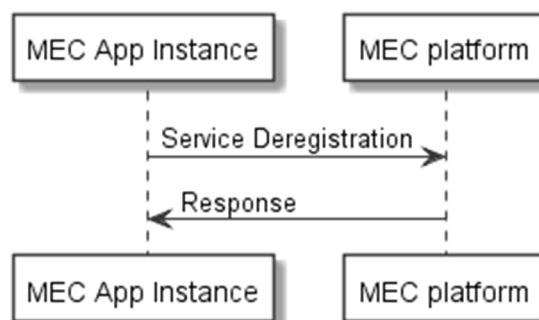 MEC App Instance
MEC platform
Service Deregistration
Response
MEC App Instance
MEC platform